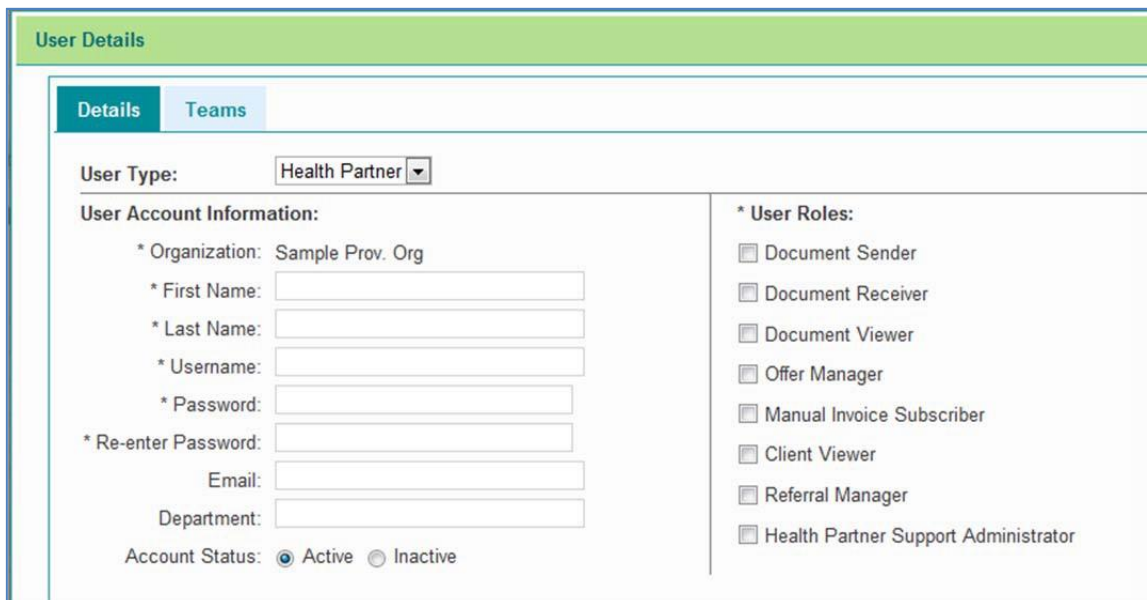 User Details
Details Teams
User Type: Health Partner
User Account Information:
* Organization: Sample Prov. Org
* First Name:
* Last Name:
* Username:
* Password:
* Re-enter Password:
Email:
Department:
Account Status: Active Inactive
* User Roles:
Document Sender
Document Receiver
Document Viewer
Offer Manager
Manual Invoice Subscriber
Client Viewer
Referral Manager
Health Partner Support Administrator